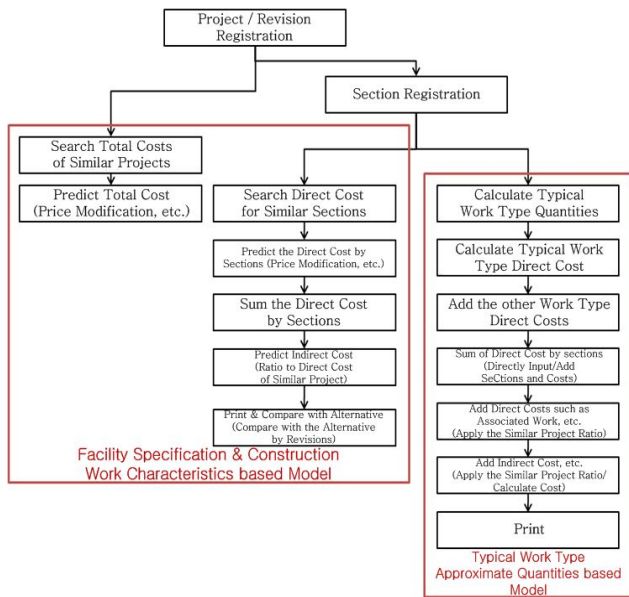 Project / Revision
Registration
Section Registration
Search Total Costs
of Similar Projects
Predict Total Cost
(Price Modification, etc.)
Search Direct Cost
for Similar Sections
Predict the Direct Cost by
Sections (Price Modification, etc.)
Sum the Direct Cost
by Sections
Predict Indirect Cost
(Ratio to Direct Cost
of Similar Project)
Print & Compare with Alternative
(Compare with the Alternative
by Revisions)
Facility Specification & Construction
Work Characteristics based Model
Calculate Typical
Work Type Quantities
Calculate Typical Work
Type Direct Cost
Add the other Work Type
Direct Costs
Sum of Direct Cost by sections
(Directly Input/Add
SeCtions and Costs)
Add Direct Costs such as
Associated Work, etc.
(Apply the Similar Project Ratio)
Add Indirect Cost, etc.
(Apply the Similar Project Ratio/
Calculate Cost)
Print
Typical Work Type
Approximate Quantities based
Model